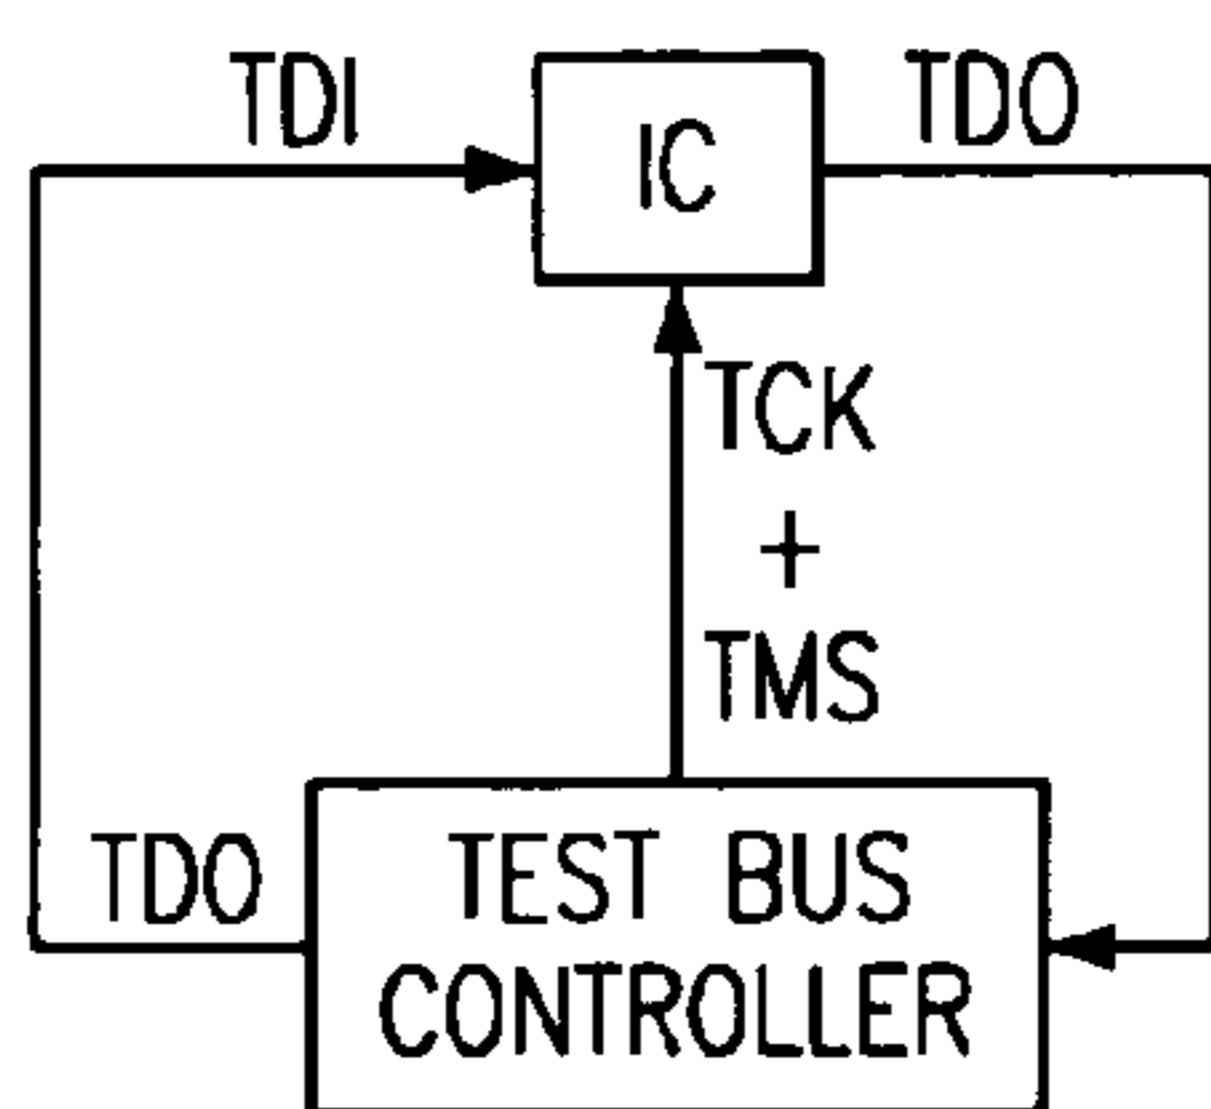 TDI
IC
TDO
TCK
+
TMS
TDO
TEST BUS
CONTROLLER